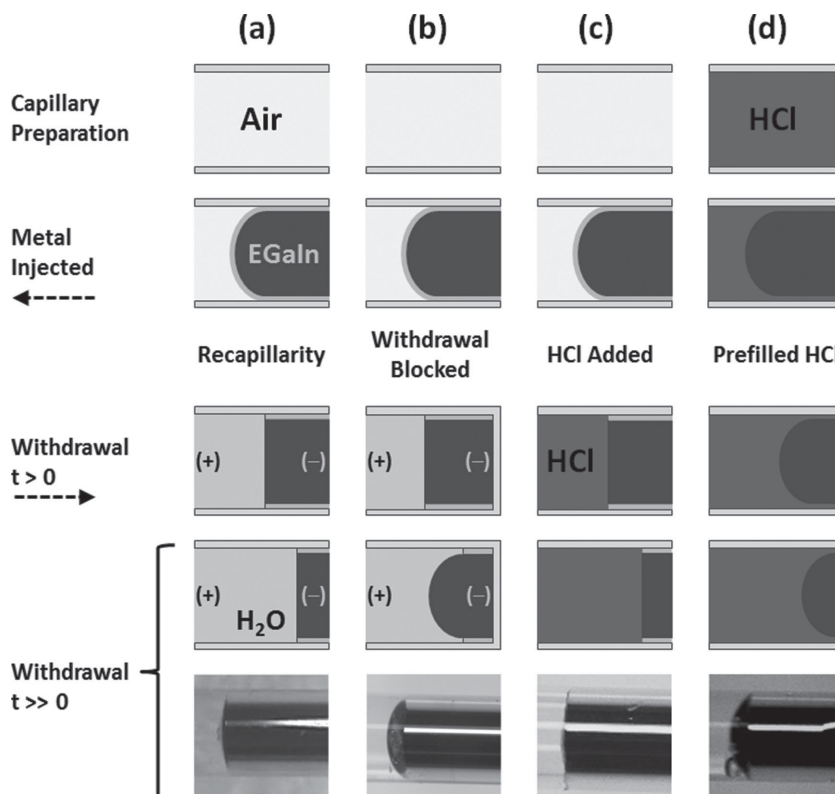 (a) (b) (c) (d)
Capillary
Preparation
Air
HCl
Metal
Injected
EGaIn
Recapillarity
Withdrawal
Blocked
HCl Added
Prefilled HCl
Withdrawal
t > 0
(+) (−) (+) (−)
HCl
(+) (−) (+) (−)
H₂O
Withdrawal
t >> 0